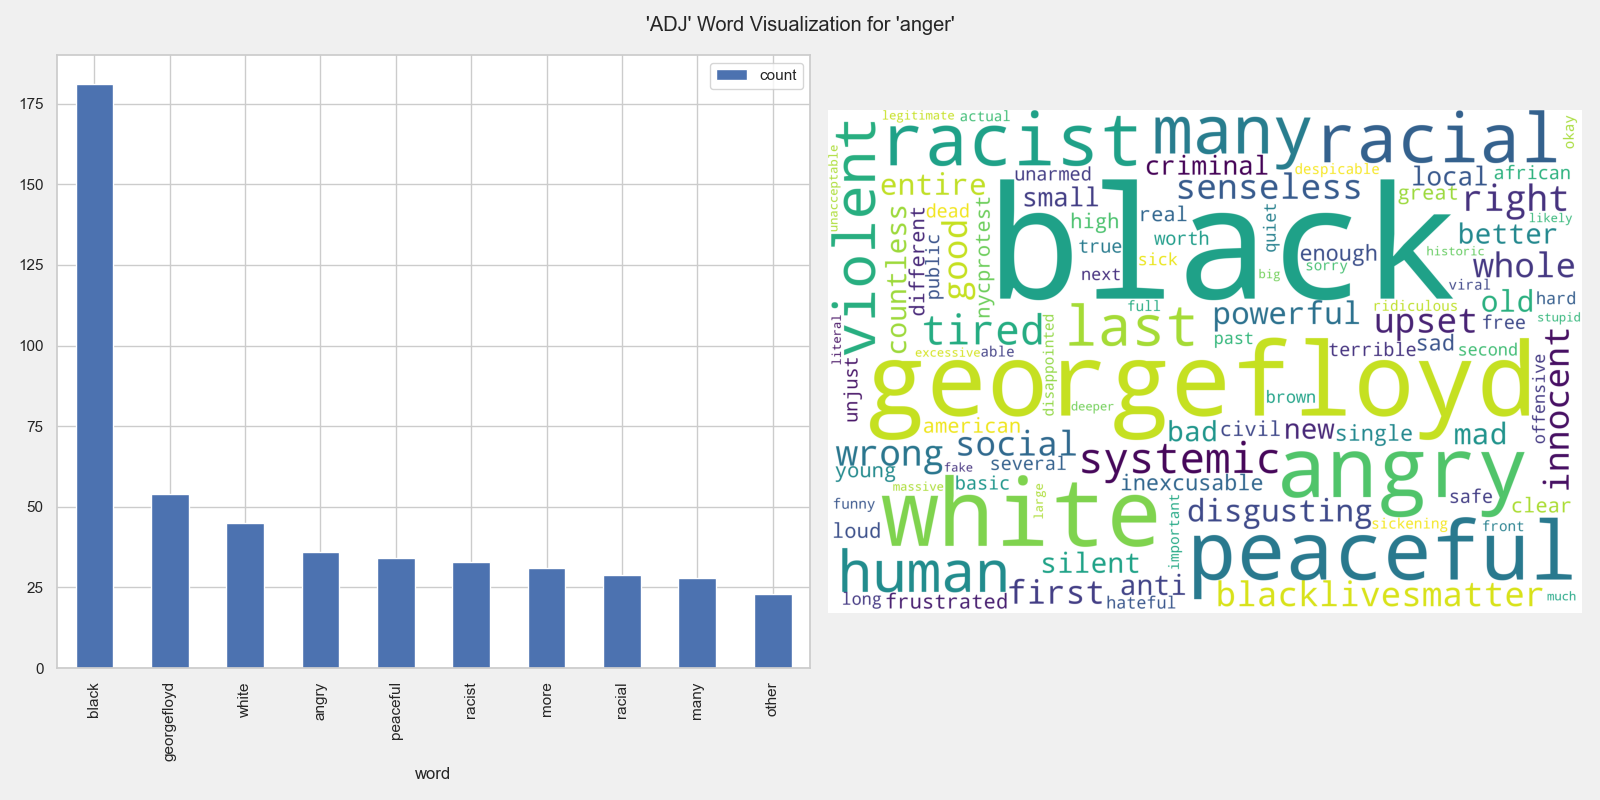 'ADJ' Word Visualization for 'anger'
count
175
150
125
100
75
50
25
0
black
georgefloyd
white
angry
peaceful
racist
more
racial
many
other
word
legitimate
actual
racist
many
racial
okay
violent
unacceptable
unarmed
criminal
despicable
local
african
entire
small
senseless
great
right
dead
countless
different
public
good
nycprotest
high
real
quiet
black
likely
better
true
worth
enough
historic
next
sick
big
sorry
whole
viral
full
ridiculous
old
hard
literal
tired
last
powerful
upset
free
stupid
excessive
able
disappointed
past
terrible
sad
second
innocent
unjust
georgefloyd
offensive
deeper
brown
american
bad
civil
new
single
mad
wrong
social
systemic
angry
young
fake
several
basic
inexcusable
massive
large
safe
clear
funny
white
important
disgusting
sickening
front
loud
human
silent
peaceful
anti
long
frustrated
first
hateful
blacklivesmatter
much